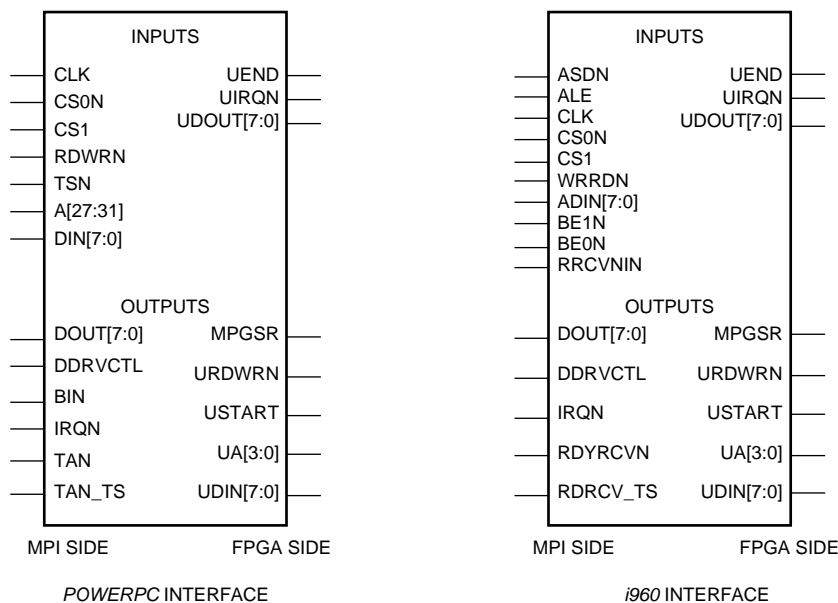 INPUTS
CLK
CS0N
CS1
RDWRN
TSN
A[27:31]
DIN[7:0]
UEND
UIRQN
UDOUT[7:0]
OUTPUTS
DOUT[7:0]
DDRVCTL
BIN
IRQN
TAN
TAN_TS
MPGSR
URDWRN
USTART
UA[3:0]
UDIN[7:0]
MPI SIDE
FPGA SIDE
POWERPC INTERFACE
INPUTS
ASDN
ALE
CLK
CS0N
CS1
WRRDN
ADIN[7:0]
BE1N
BE0N
RRCVNIN
UEND
UIRQN
UDOUT[7:0]
OUTPUTS
DOUT[7:0]
DDRVCTL
IRQN
RDYRCVN
RDRCV_TS
MPGSR
URDWRN
USTART
UA[3:0]
UDIN[7:0]
MPI SIDE
FPGA SIDE
i960 INTERFACE